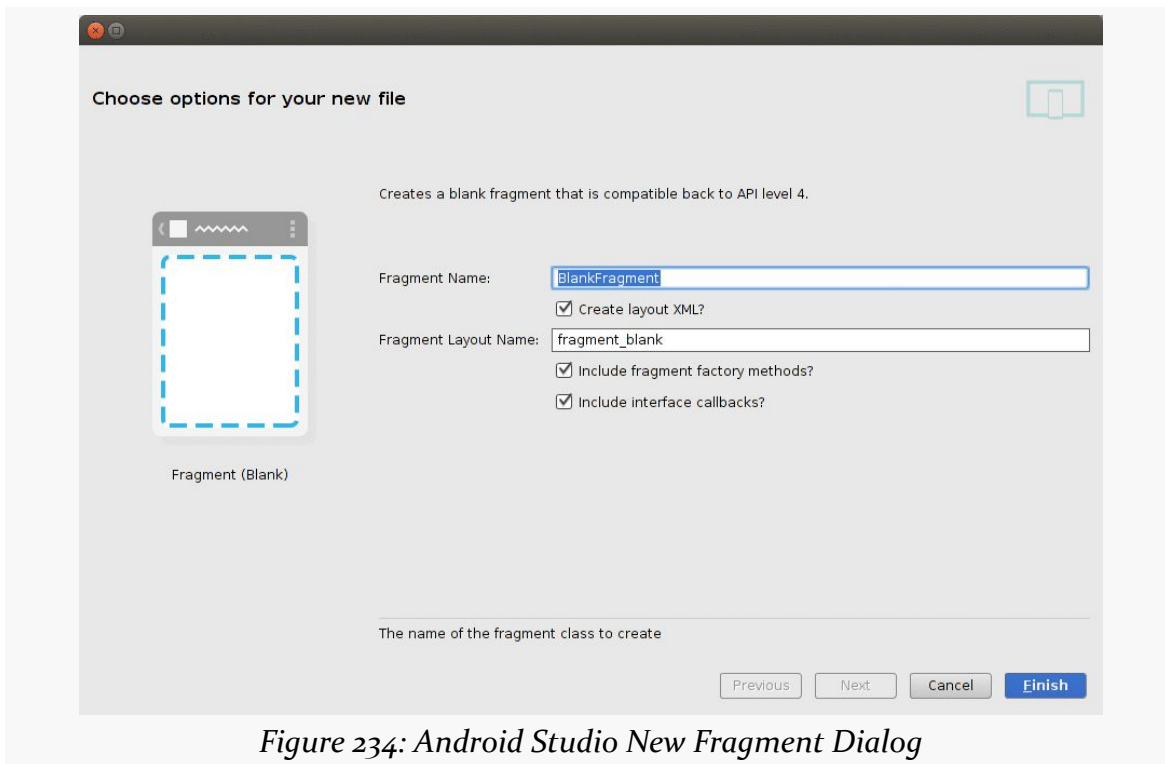 Choose options for your new file
Creates a blank fragment that is compatible back to API level 4.
Fragment Name: BlankFragment
Create layout XML?
Fragment Layout Name: fragment_blank
Include fragment factory methods?
Include interface callbacks?
Fragment (Blank)
The name of the fragment class to create
Previous Next Cancel Finish
Figure 234: Android Studio New Fragment Dialog